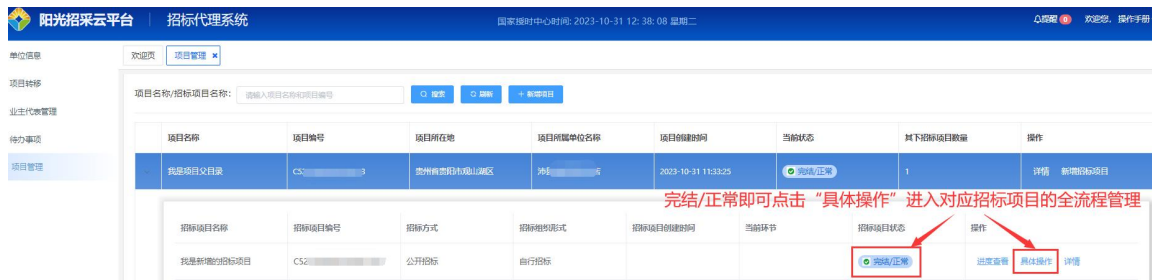 阳光招采云平台 招标代理系统 国家授时中心时间: 2023-10-31 12: 38: 08 星期二 提醒 0 欢迎您, 操作手册
单位信息 欢迎页 项目管理 ×
项目转移
项目名称/招标项目名称: 请输入项目名称和项目编号 搜索 刷新 + 新增项目
业主代表管理
待办事项 项目名称 项目编号 项目所在地 项目所属单位名称 项目创建时间 当前状态 其下招标项目数量 操作
项目管理 我是项目父目录 C52 3 贵州省贵阳市观山湖区 2023-10-31 11:33:25 完结/正常 1 详情 新增招标项目
完结/正常即可点击“具体操作”进入对应招标项目的全流程管理
招标项目名称 招标项目编号 招标方式 招标组织形式 招标项目创建时间 当前环节 招标项目状态 操作
我是新增的招标项目 C52 公开招标 自行招标 完结/正常 进度查看 具体操作 详情